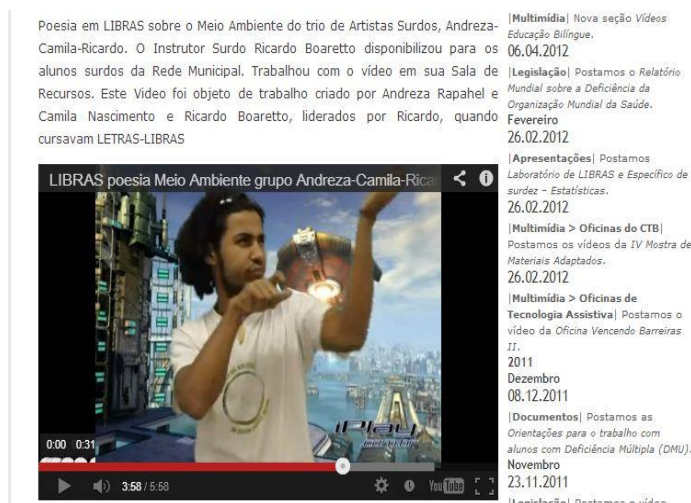 Poesia em LIBRAS sobre o Meio Ambiente do trio de Artistas Surdos, Andreza-
Camila-Ricardo. O Instrutor Surdo Ricardo Boaretto disponibilizou para os
alunos surdos da Rede Municipal. Trabalhou com o vídeo em sua Sala de
Recursos. Este Video foi objeto de trabalho criado por Andreza Rapahel e
Camila Nascimento e Ricardo Boaretto, liderados por Ricardo, quando
cursavam LETRAS-LIBRAS
LIBRAS poesia Meio Ambiente grupo Andreza-Camila-Rica
iPlay
0:00 0:31
3:58 / 5:58
YouTube
|Multimídia| Nova seção Vídeos
Educação Bilíngue.
06.04.2012
|Legislação| Postamos o Relatório
Mundial sobre a Deficiência da
Organização Mundial da Saúde.
Fevereiro
26.02.2012
|Apresentações| Postamos
Laboratório de LIBRAS e Específico de
surdez – Estatísticas.
26.02.2012
|Multimídia > Oficinas do CTB|
Postamos os vídeos da IV Mostra de
Materiais Adaptados.
26.02.2012
|Multimídia > Oficinas de
Tecnologia Assistiva| Postamos o
vídeo da Oficina Vencendo Barreiras
II.
2011
Dezembro
08.12.2011
|Documentos| Postamos as
Orientações para o trabalho com
alunos com Deficiência Múltipla (DMU).
Novembro
23.11.2011
|Legislação| Postamos o vídeo